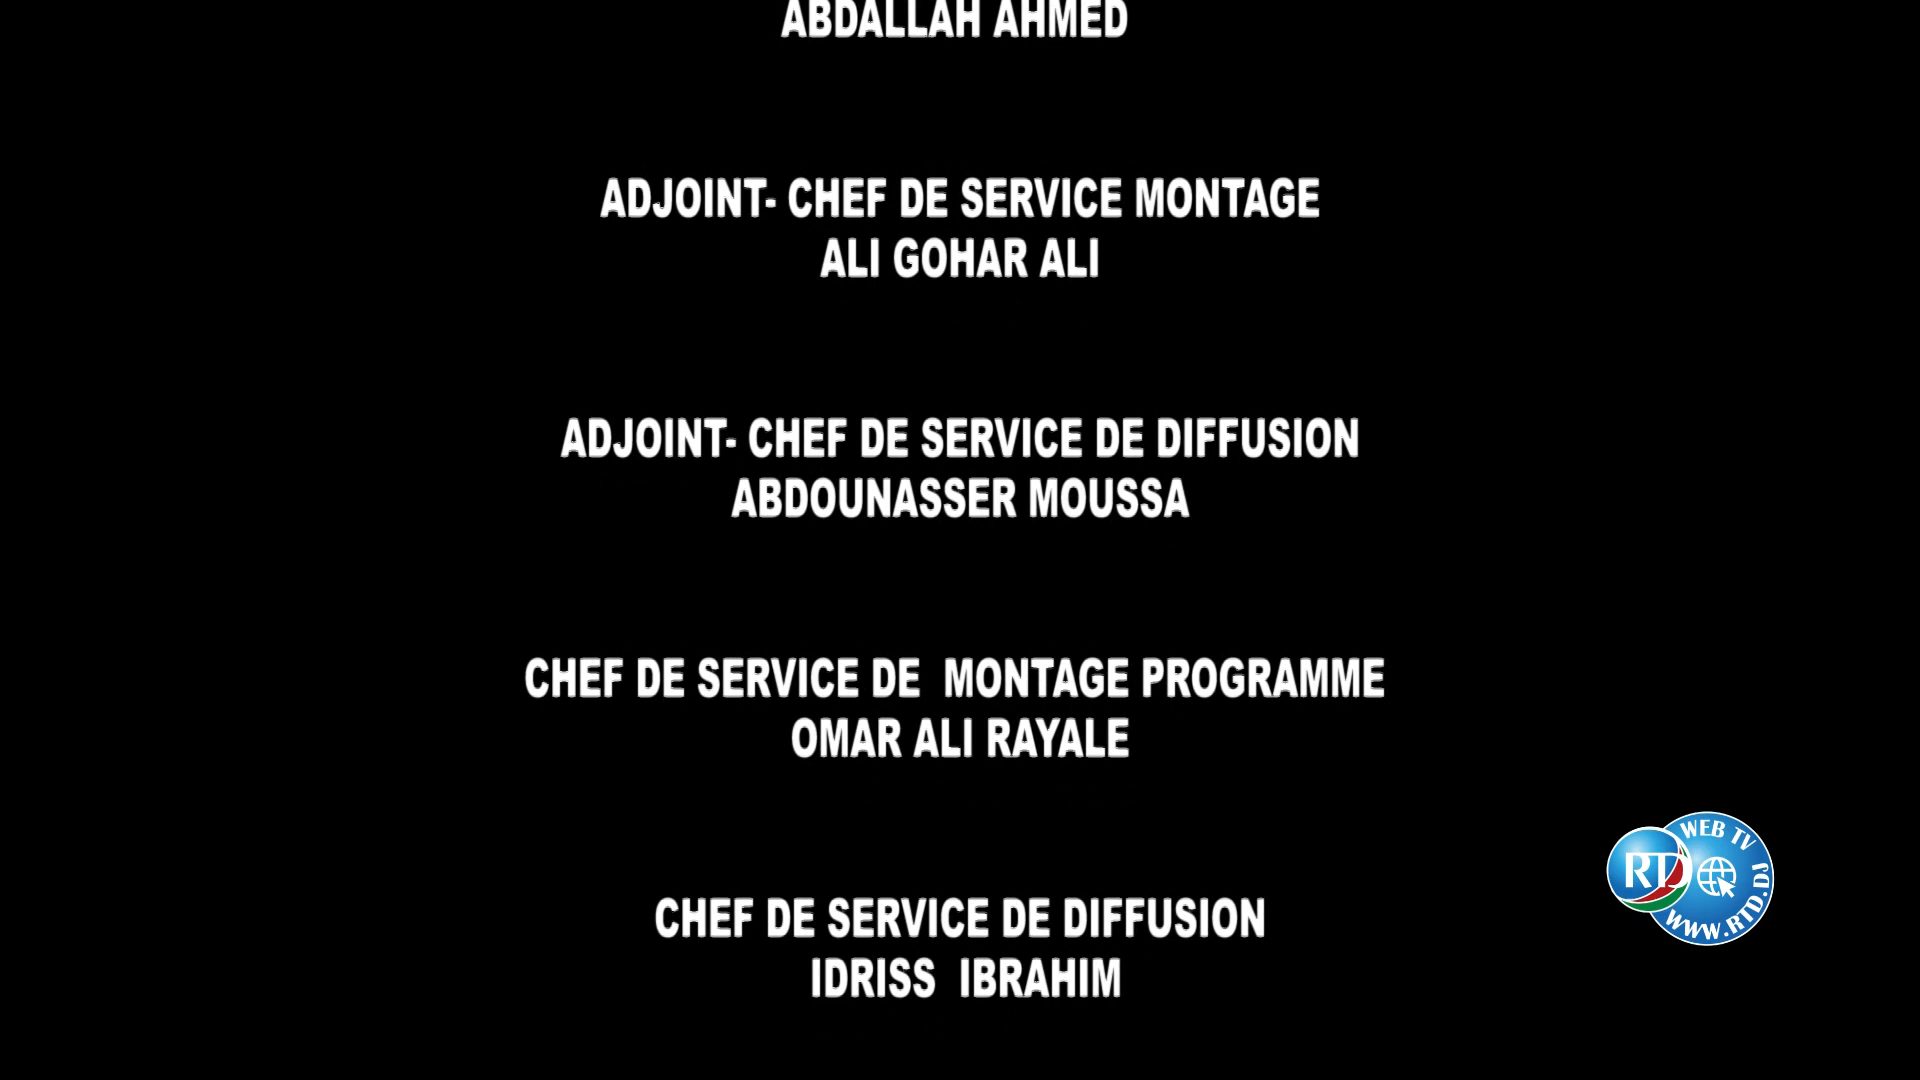 ABDALLAH AHMED
ADJOINT- CHEF DE SERVICE MONTAGE
ALI GOHAR ALI
ADJOINT- CHEF DE SERVICE DE DIFFUSION
ABDOUNASSER MOUSSA
CHEF DE SERVICE DE  MONTAGE PROGRAMME
OMAR ALI RAYALE
CHEF DE SERVICE DE DIFFUSION
IDRISS  IBRAHIM
WEB TV
RTD
WWW.RTD.DJ